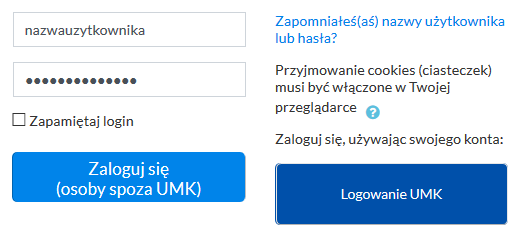 nazwauzytkownika
••••••••••••••
Zapamiętaj login
Zaloguj się
(osoby spoza UMK)
Zapomniałeś(aś) nazwy użytkownika
lub hasła?
Przyjmowanie cookies (ciasteczek)
musi być włączone w Twojej
przeglądarce ?
Zaloguj się, używając swojego konta:
Logowanie UMK